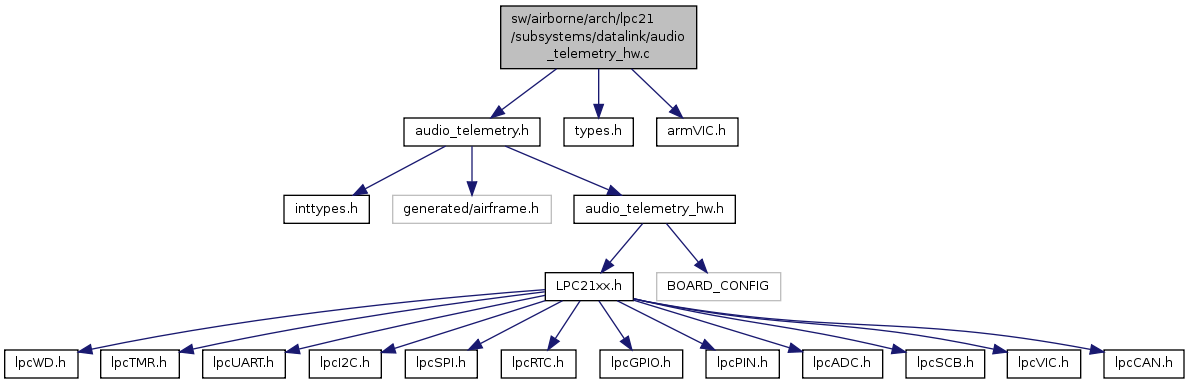 sw/airborne/arch/lpc21
/subsystems/datalink/audio
_telemetry_hw.c
audio_telemetry.h
types.h
armVIC.h
inttypes.h
generated/airframe.h
audio_telemetry_hw.h
LPC21xx.h
BOARD_CONFIG
lpcWD.h
lpcTMR.h
lpcUART.h
lpcI2C.h
lpcSPI.h
lpcRTC.h
lpcGPIO.h
lpcPIN.h
lpcADC.h
lpcSCB.h
lpcVIC.h
lpcCAN.h